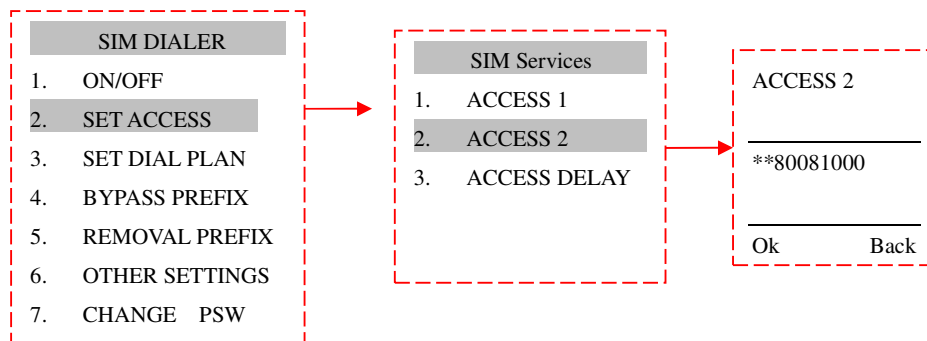 SIM DIALER
1. ON/OFF
2. SET ACCESS
3. SET DIAL PLAN
4. BYPASS PREFIX
5. REMOVAL PREFIX
6. OTHER SETTINGS
7. CHANGE PSW
SIM Services
1. ACCESS 1
2. ACCESS 2
3. ACCESS DELAY
ACCESS 2
**80081000
Ok Back